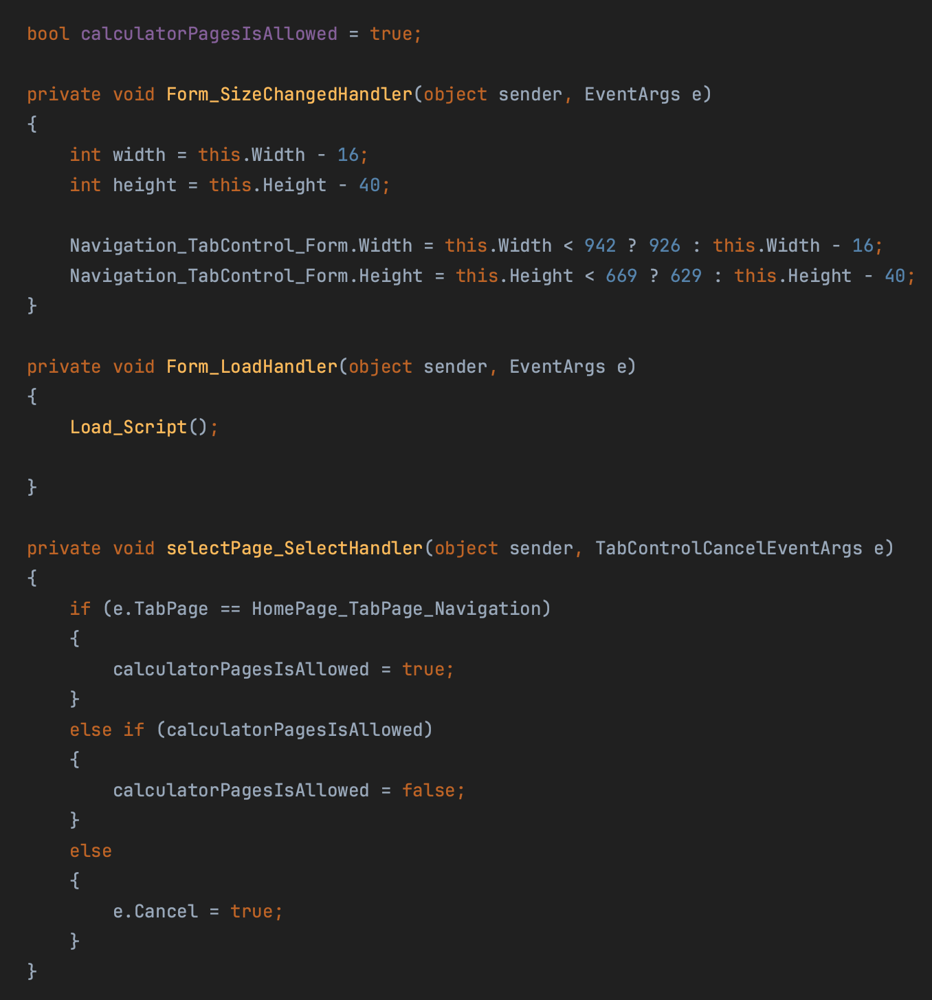 bool calculatorPagesIsAllowed = true;

private void Form_SizeChangedHandler(object sender, EventArgs e)
{
    int width = this.Width - 16;
    int height = this.Height - 40;

    Navigation_TabControl_Form.Width = this.Width < 942 ? 926 : this.Width - 16;
    Navigation_TabControl_Form.Height = this.Height < 669 ? 629 : this.Height - 40;
}

private void Form_LoadHandler(object sender, EventArgs e)
{
    Load_Script();

}

private void selectPage_SelectHandler(object sender, TabControlCancelEventArgs e)
{
    if (e.TabPage == HomePage_TabPage_Navigation)
    {
        calculatorPagesIsAllowed = true;
    }
    else if (calculatorPagesIsAllowed)
    {
        calculatorPagesIsAllowed = false;
    }
    else
    {
        e.Cancel = true;
    }
}